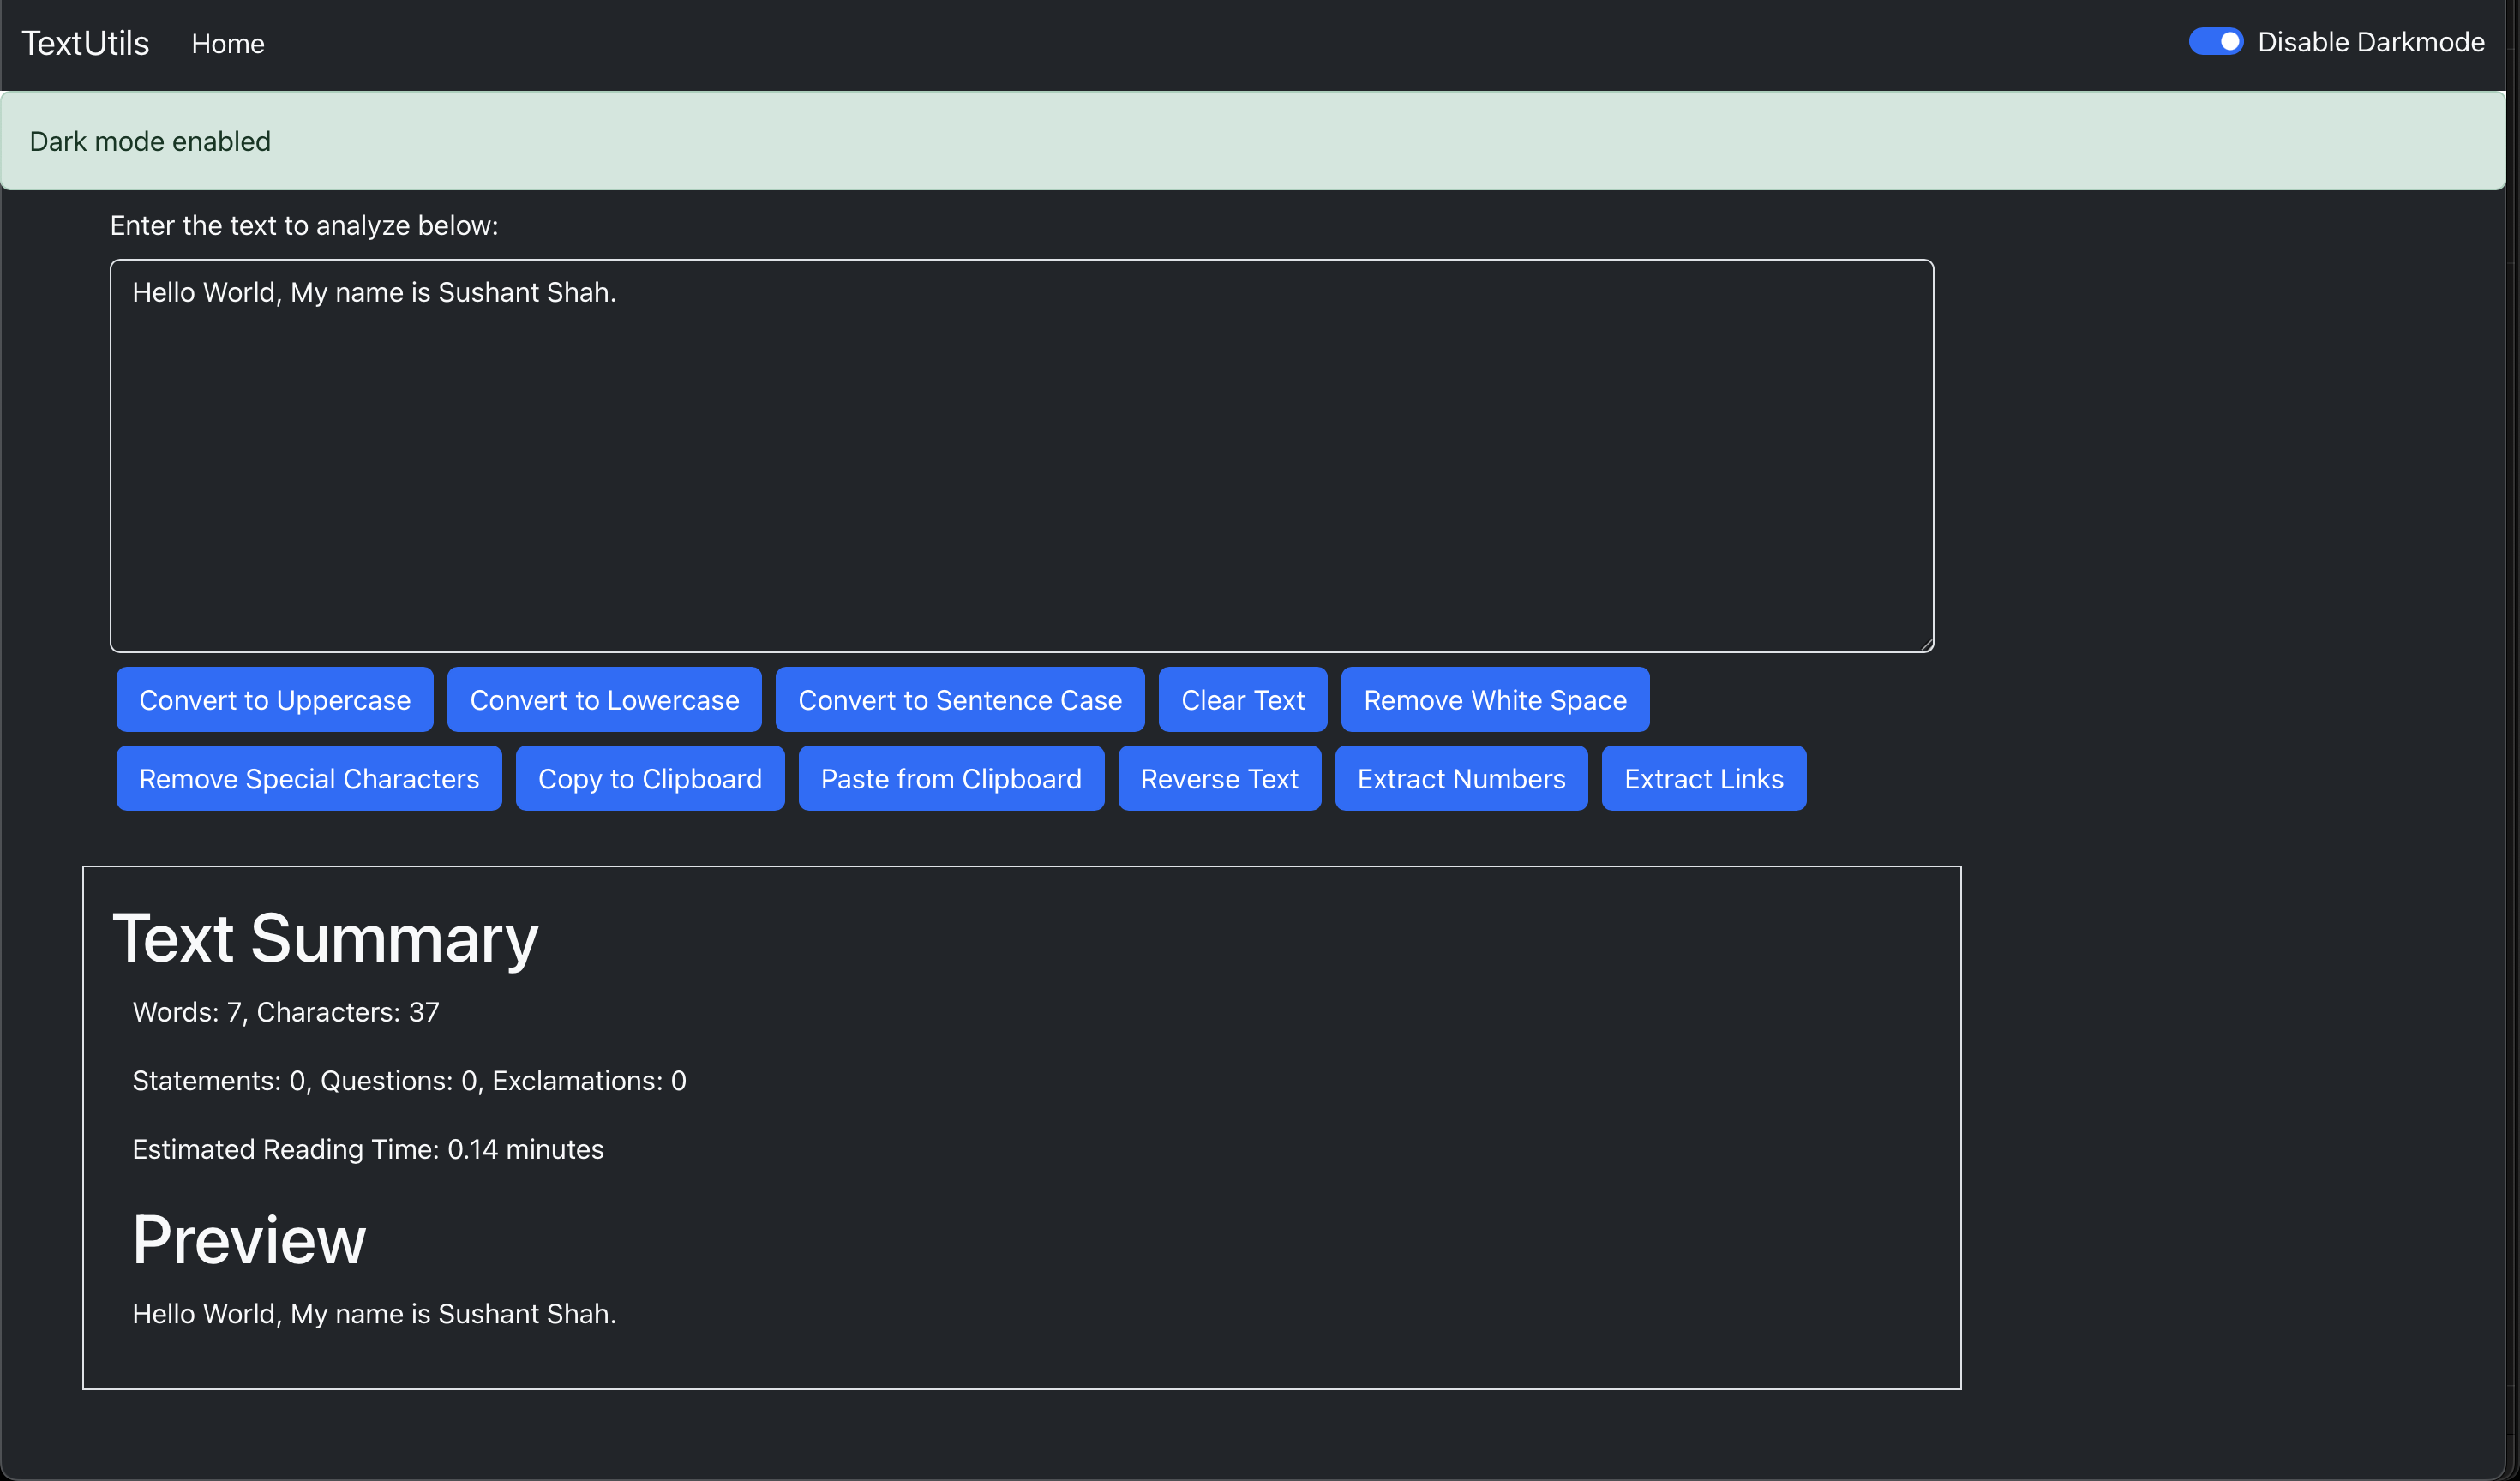 TextUtils Home Disable Darkmode
Dark mode enabled
Enter the text to analyze below:
Hello World, My name is Sushant Shah.
Convert to Uppercase Convert to Lowercase Convert to Sentence Case Clear Text Remove White Space
Remove Special Characters Copy to Clipboard Paste from Clipboard Reverse Text Extract Numbers Extract Links
Text Summary
Words: 7, Characters: 37
Statements: 0, Questions: 0, Exclamations: 0
Estimated Reading Time: 0.14 minutes
Preview
Hello World, My name is Sushant Shah.